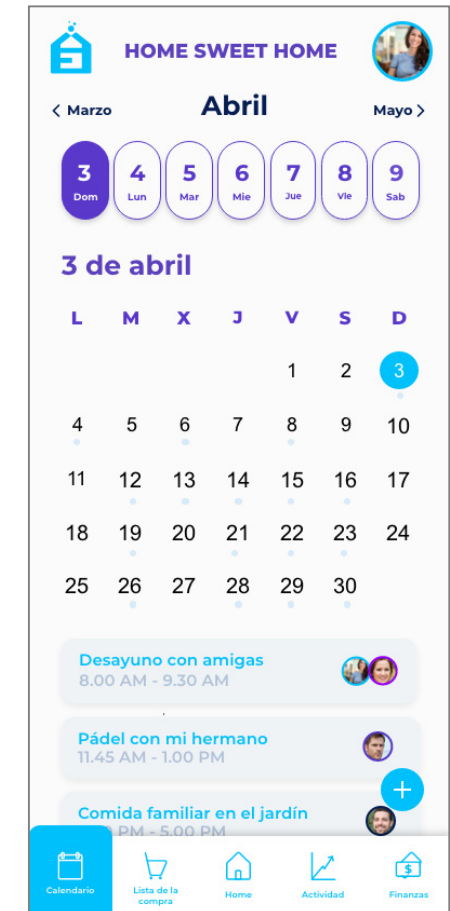 HOME SWEET HOME
Marzo Abril Mayo
3 4 5 6 7 8 9
Dom Lun Mar Mie Jue Vie Sab
3 de abril
L M X J V S D
1 2 3
4 5 6 7 8 9 10
11 12 13 14 15 16 17
18 19 20 21 22 23 24
25 26 27 28 29 30
Desayuno con amigas
8.00 AM - 9.30 AM
Pádel con mi hermano
11.45 AM - 1.00 PM
+
Comida familiar en el jardín
PM - 5.00 PM
Calendario Lista de la Home Actividad Finanzas
compra